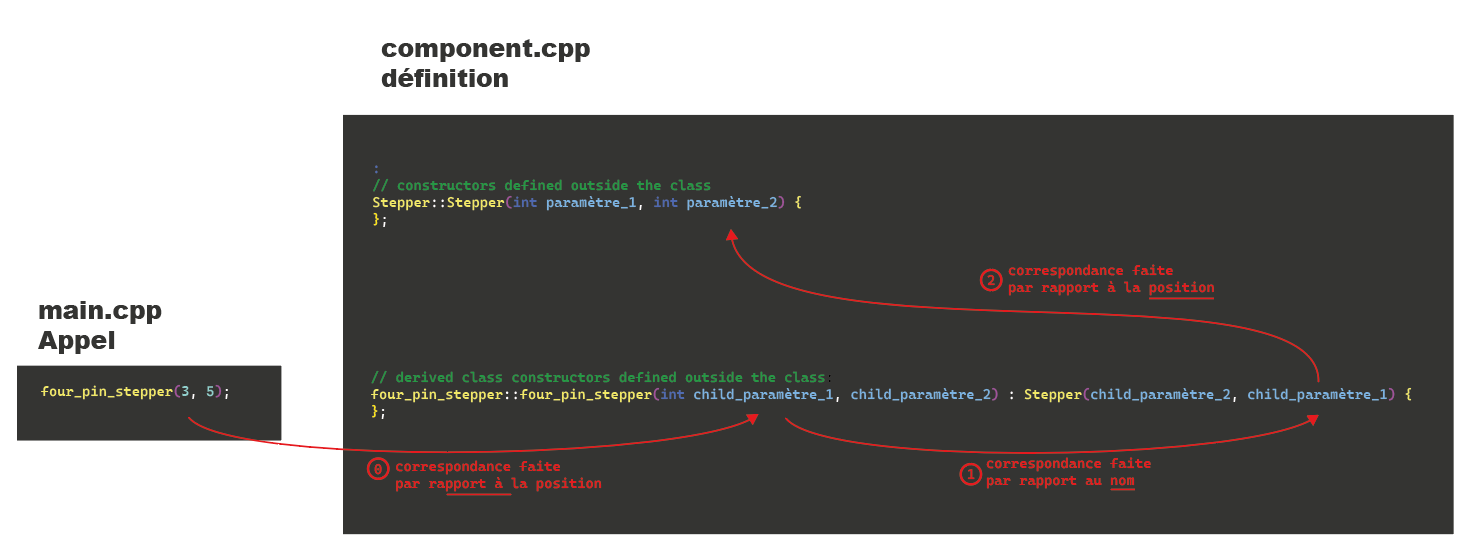 component.cpp
définition
:
// constructors defined outside the class
Stepper::Stepper(int paramètre_1, int paramètre_2) {
};
2 correspondance faite
par rapport à la position
main.cpp
Appel
four_pin_stepper(3, 5);
// derived class constructors defined outside the class:
four_pin_stepper::four_pin_stepper(int child_paramètre_1, child_paramètre_2) : Stepper(child_paramètre_2, child_paramètre_1) {
};
0 correspondance faite
par rapport à la position
1 correspondance faite
par rapport au nom